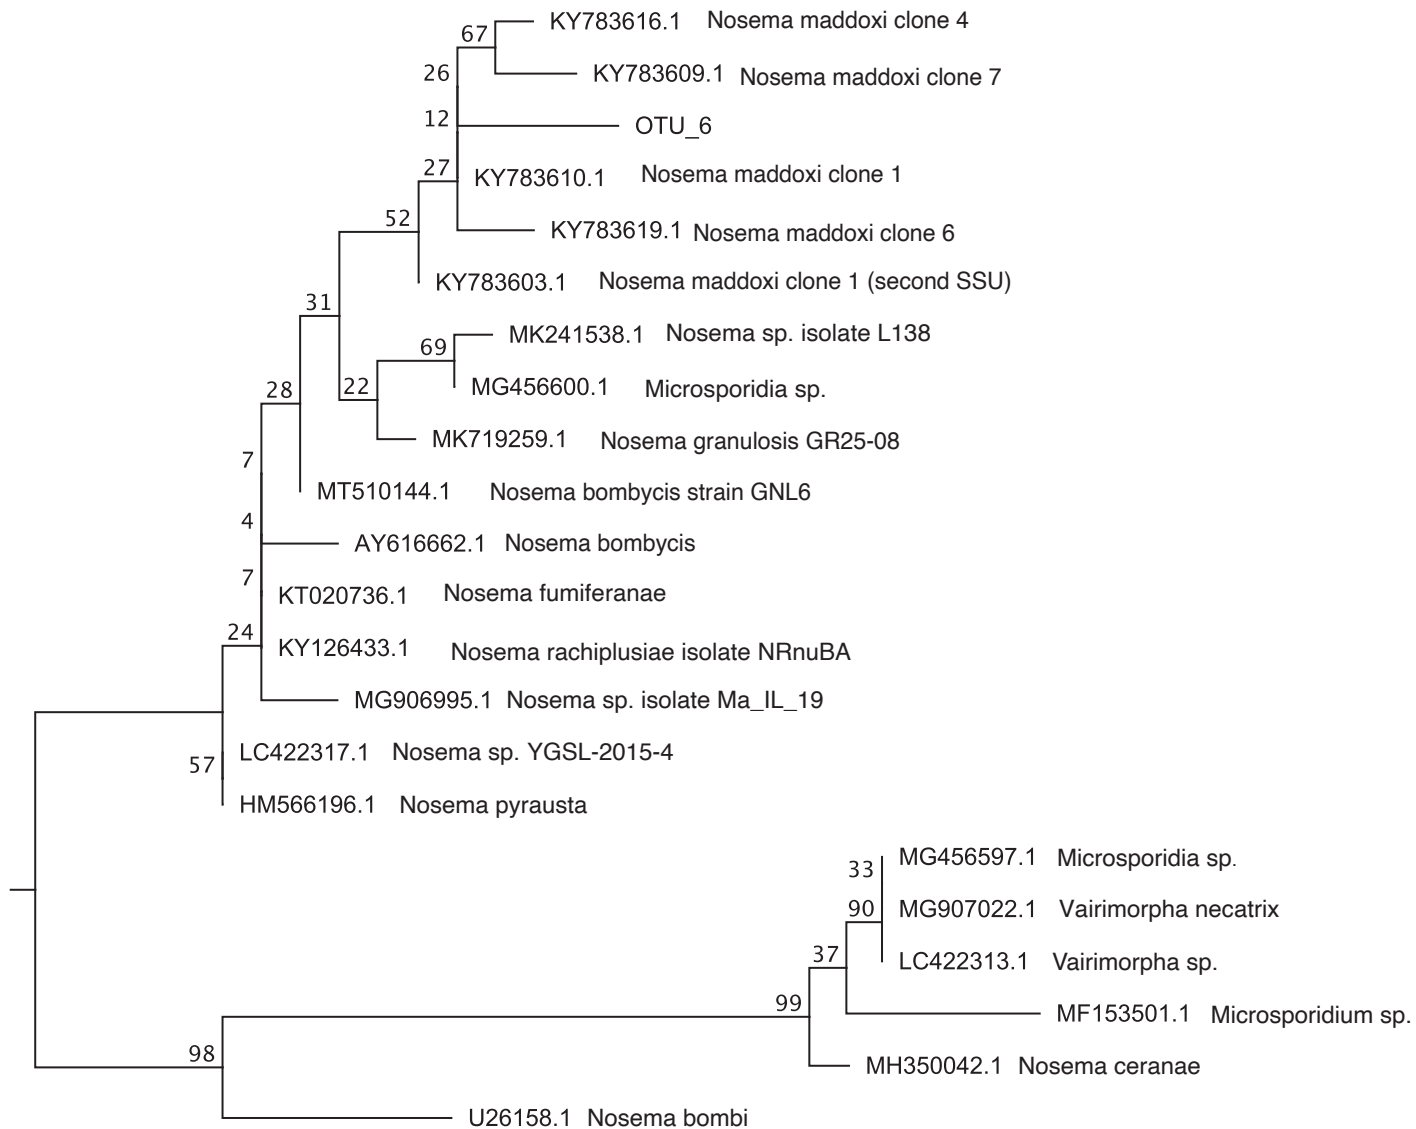 KY783616.1 Nosema maddoxi clone 4
67
26
KY783609.1 Nosema maddoxi clone 7
12
OTU_6
27
KY783610.1 Nosema maddoxi clone 1
52
KY783619.1 Nosema maddoxi clone 6
KY783603.1 Nosema maddoxi clone 1 (second SSU)
31
MK241538.1 Nosema sp. isolate L138
69
28
22
MG456600.1 Microsporidia sp.
MK719259.1 Nosema granulosis GR25-08
7
MT510144.1 Nosema bombycis strain GNL6
4
AY616662.1 Nosema bombycis
7
KT020736.1 Nosema fumiferanae
24
KY126433.1 Nosema rachiplusiae isolate NRnuBA
MG906995.1 Nosema sp. isolate Ma_IL_19
LC422317.1 Nosema sp. YGSL-2015-4
57
HM566196.1 Nosema pyrausta
MG456597.1 Microsporidia sp.
33
90
MG907022.1 Vairimorpha necatrix
37
LC422313.1 Vairimorpha sp.
99
MF153501.1 Microsporidium sp.
98
MH350042.1 Nosema ceranae
U26158.1 Nosema bombi